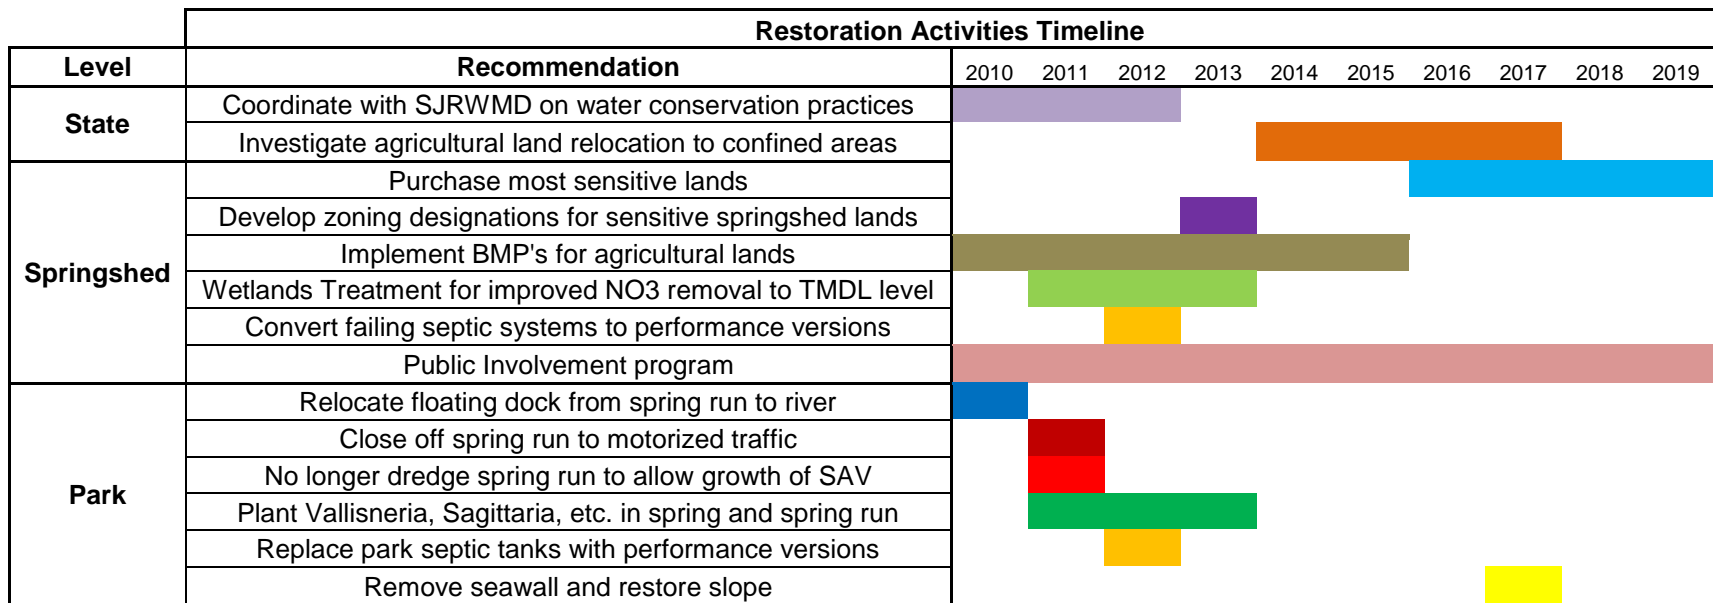 Restoration Activities Timeline
Level Recommendation 2010 2011 2012 2013 2014 2015 2016 2017 2018 2019
State
Coordinate with SJRWMD on water conservation practices
Investigate agricultural land relocation to confined areas
Springshed
Purchase most sensitive lands
Develop zoning designations for sensitive springshed lands
Implement BMP's for agricultural lands
Wetlands Treatment for improved NO3 removal to TMDL level
Convert failing septic systems to performance versions
Public Involvement program
Park
Relocate floating dock from spring run to river
Close off spring run to motorized traffic
No longer dredge spring run to allow growth of SAV
Plant Vallisneria, Sagittaria, etc. in spring and spring run
Replace park septic tanks with performance versions
Remove seawall and restore slope